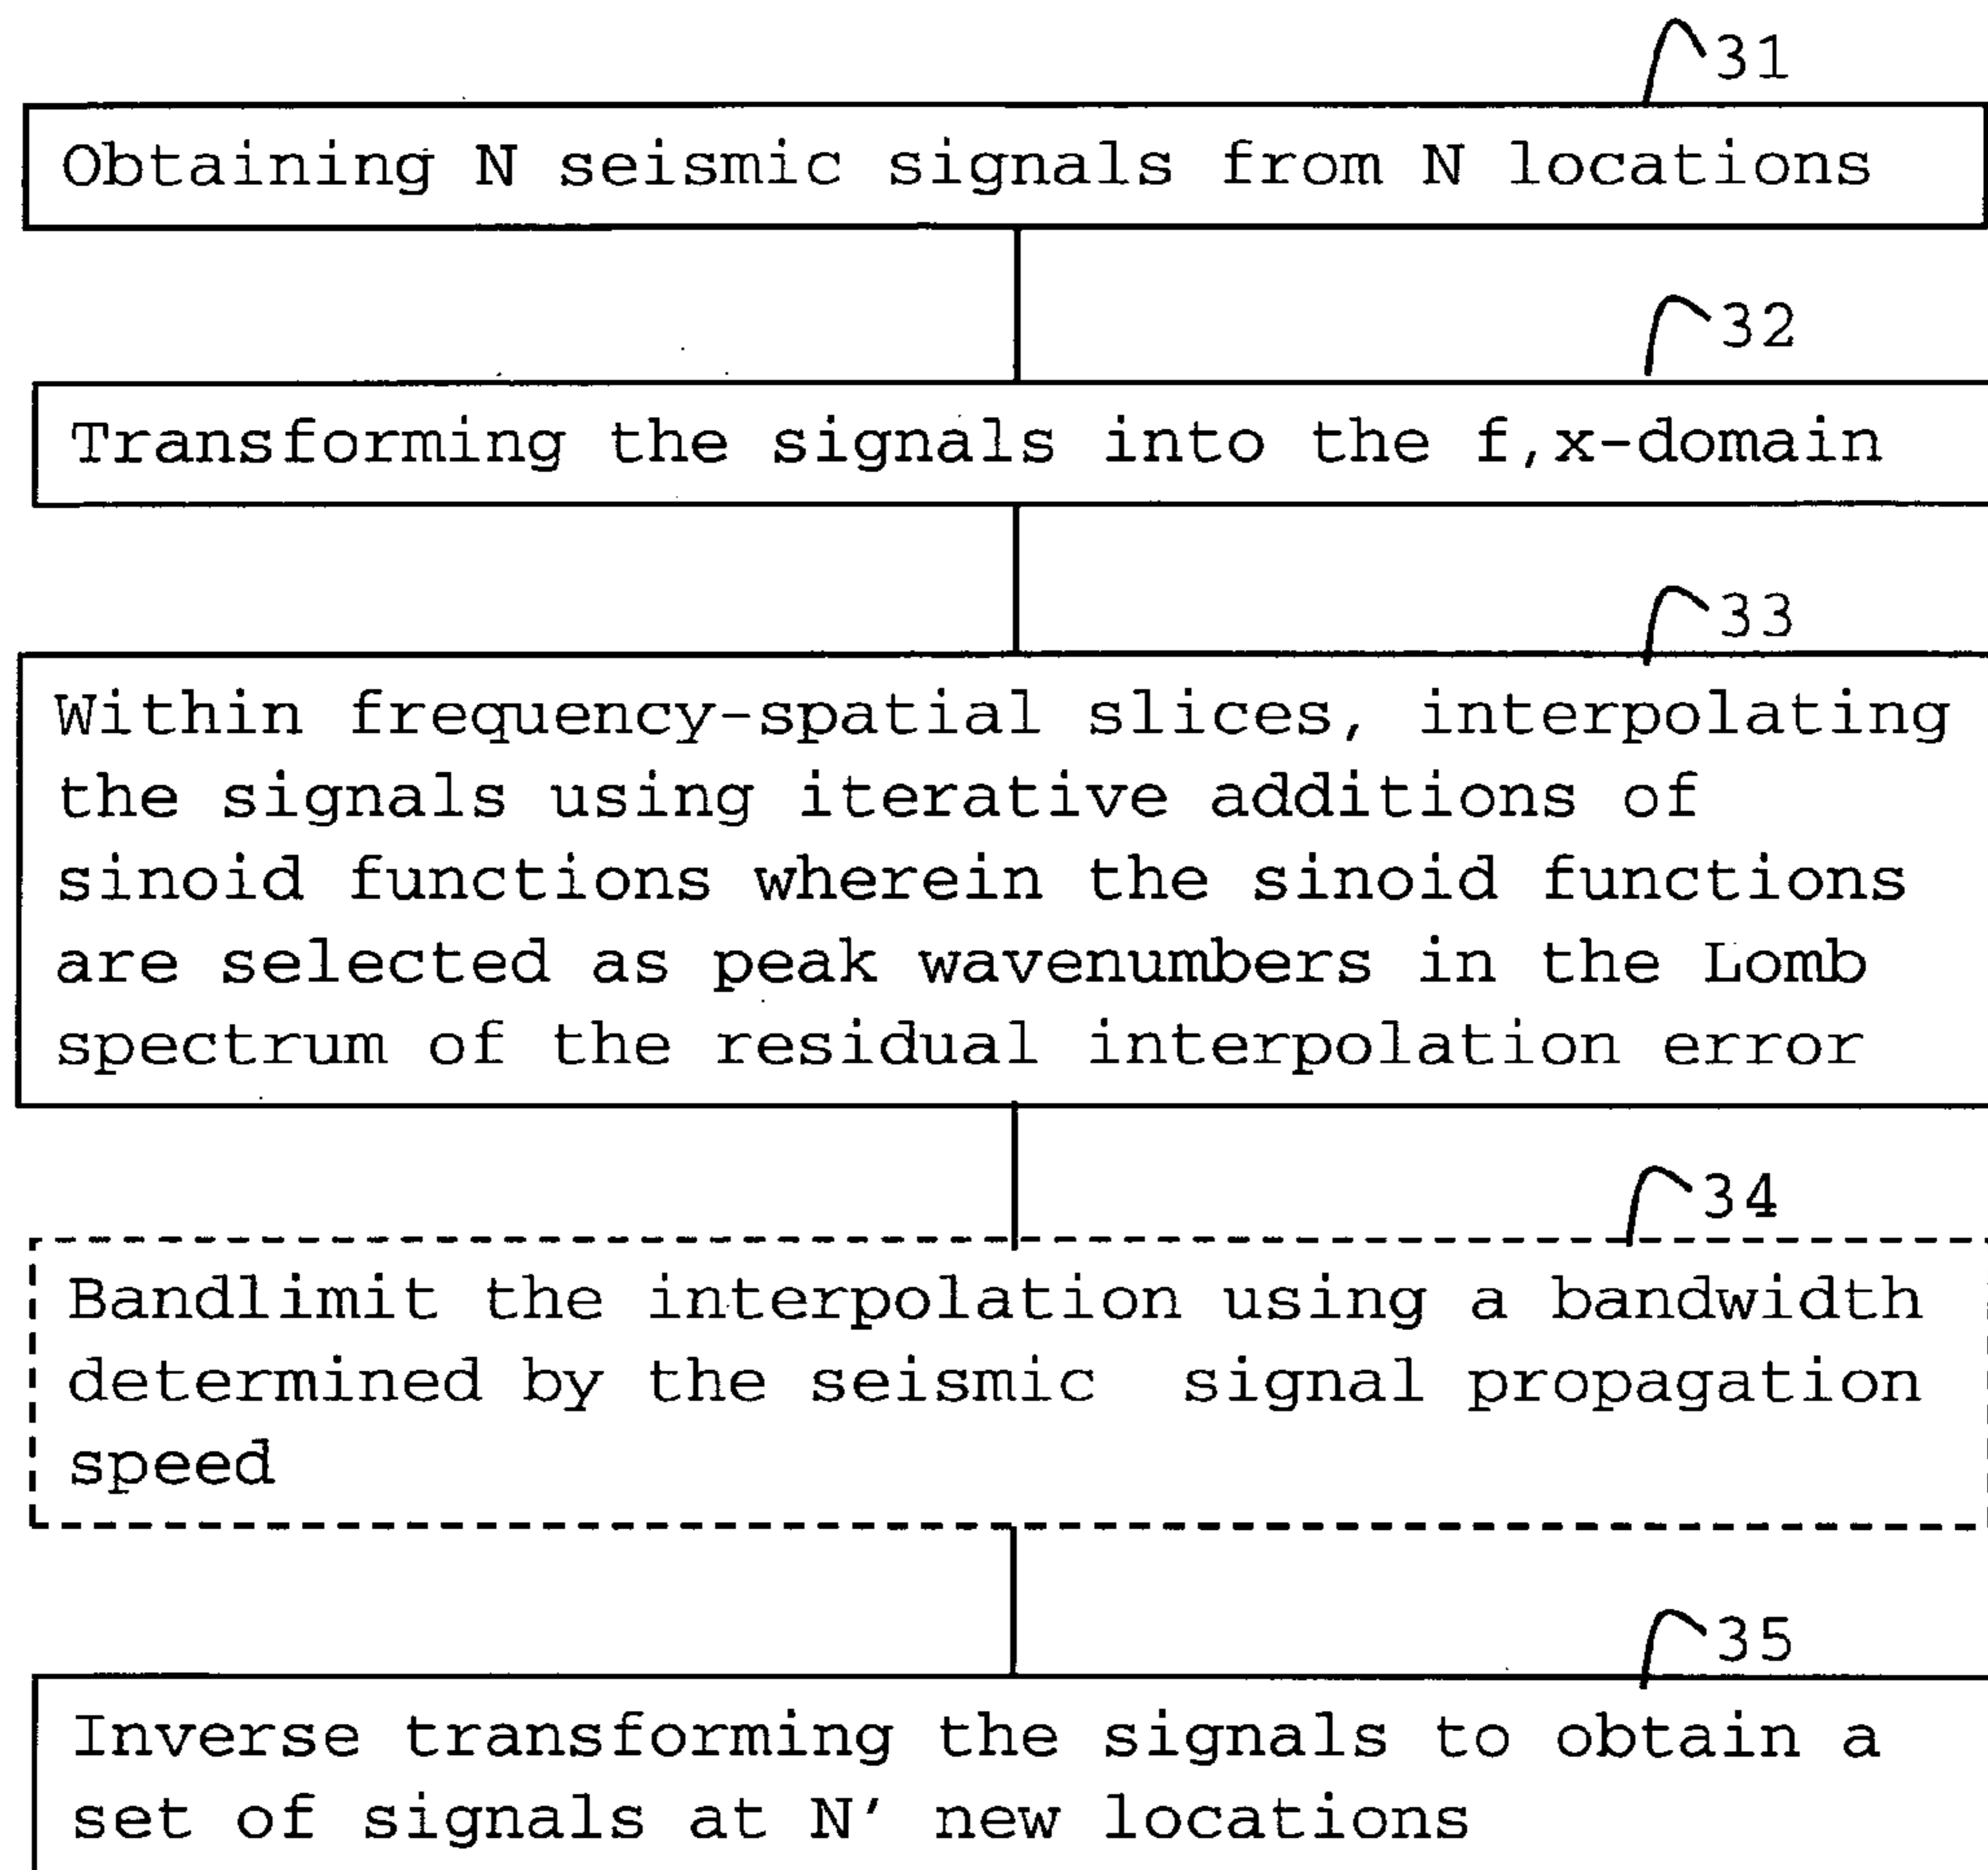 31
Obtaining N seismic signals from N locations
32
Transforming the signals into the f,x-domain
33
Within frequency-spatial slices, interpolating
the signals using iterative additions of
sinoid functions wherein the sinoid functions
are selected as peak wavenumbers in the Lomb
spectrum of the residual interpolation error
34
Bandlimit the interpolation using a bandwidth
determined by the seismic signal propagation
speed
35
Inverse transforming the signals to obtain a
set of signals at N' new locations